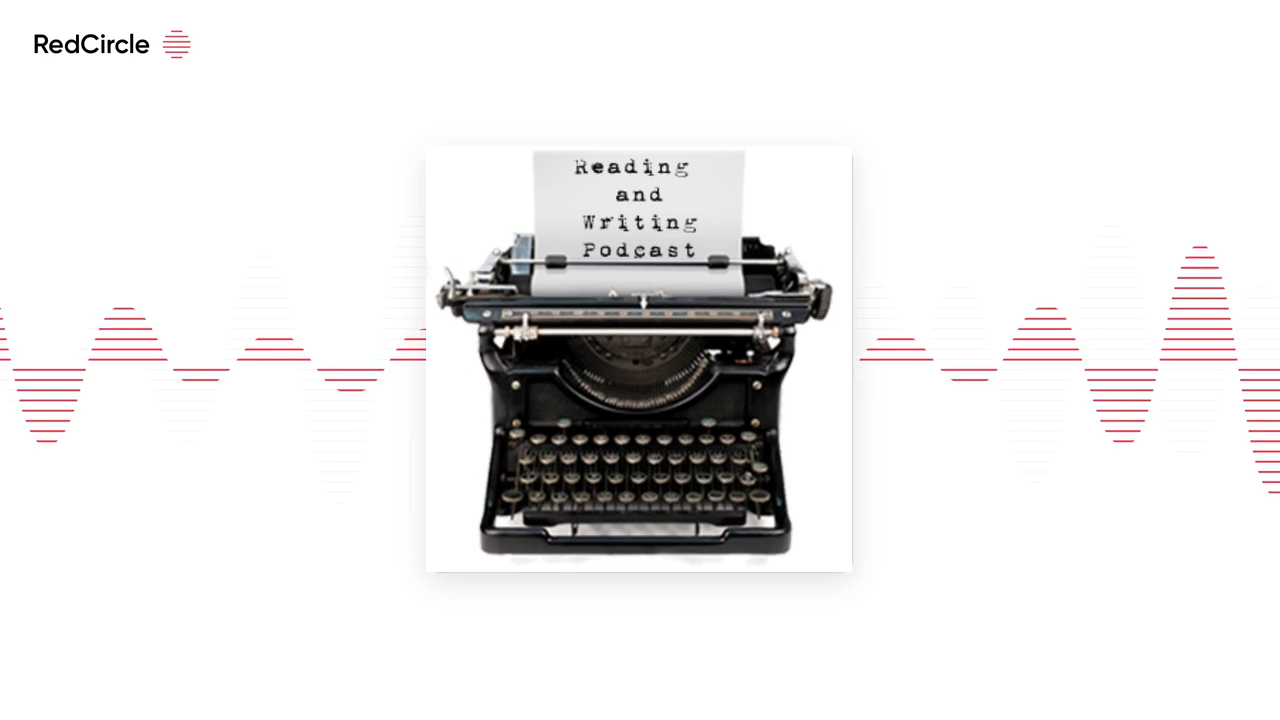 RedCircle
Reading
and
Writing
Podcast